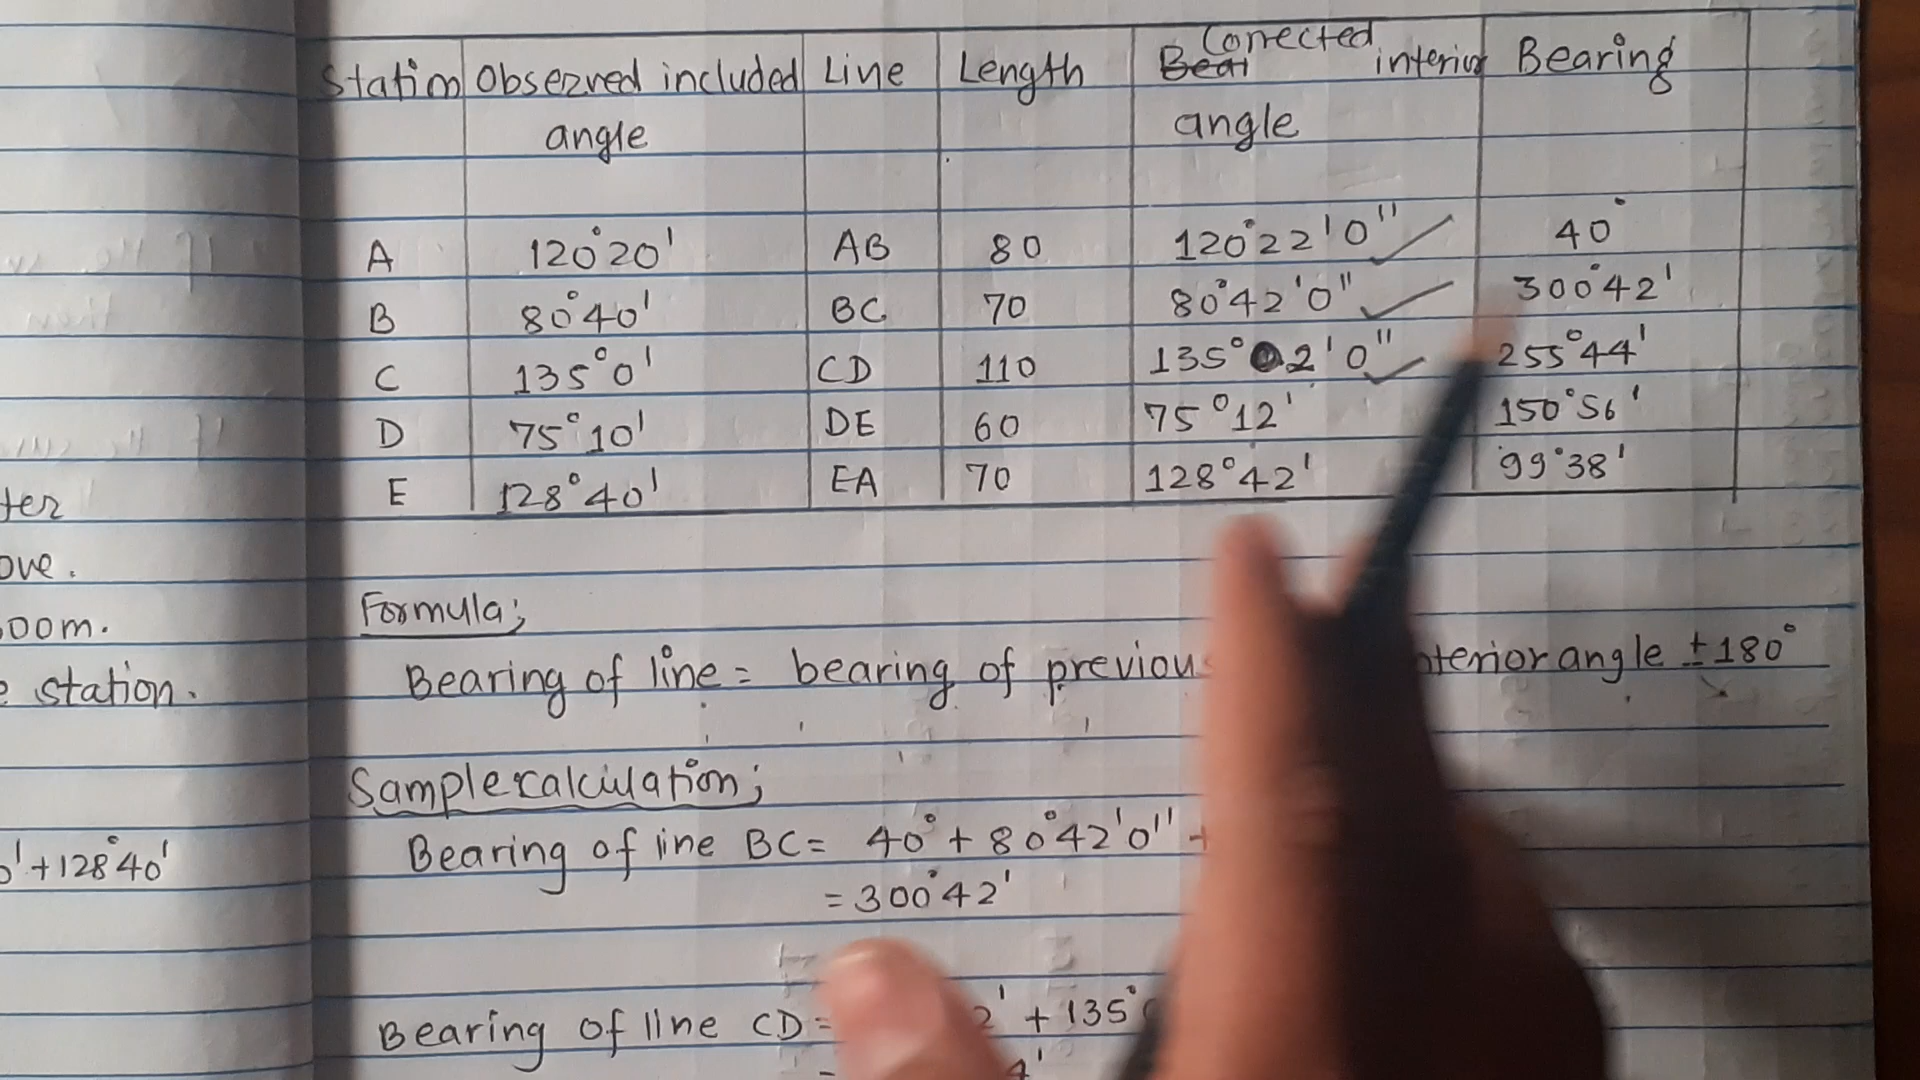 Station Observed included angle Line Length Corrected interior angle Bearing
A 120°20' AB 80 120°22'0" 40°
B 80°40' BC 70 80°42'0" 300°42'
C 135°0' CD 110 135°02'0" 255°44'
D 75°10' DE 60 75°12' 150°56'
E 128°40' EA 70 128°42' 99°38'
ove.
Formula;
oom.
Bearing of line = bearing of previous angle ±180°
station.
Sample calculation;
Bearing of line BC = 40° + 80°42'0" +
'+128°40'
= 300°42'
Bearing of line CD = 2' + 135°